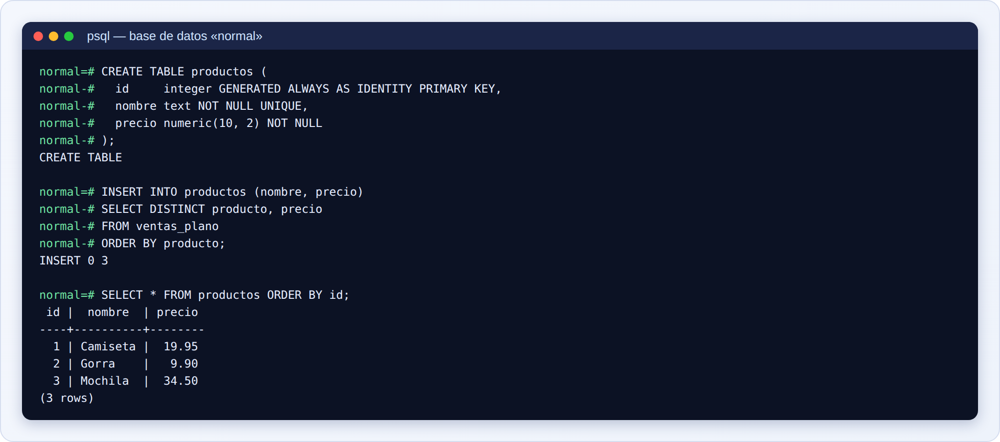 psql — base de datos «normal»
normal=# CREATE TABLE productos (
normal-#   id     integer GENERATED ALWAYS AS IDENTITY PRIMARY KEY,
normal-#   nombre text NOT NULL UNIQUE,
normal-#   precio numeric(10, 2) NOT NULL
normal-# );
CREATE TABLE
normal=# INSERT INTO productos (nombre, precio)
normal-# SELECT DISTINCT producto, precio
normal-# FROM ventas_plano
normal-# ORDER BY producto;
INSERT 0 3
normal=# SELECT * FROM productos ORDER BY id;
 id |  nombre  | precio
----+----------+--------
  1 | Camiseta |  19.95
  2 | Gorra    |   9.90
  3 | Mochila  |  34.50
(3 rows)